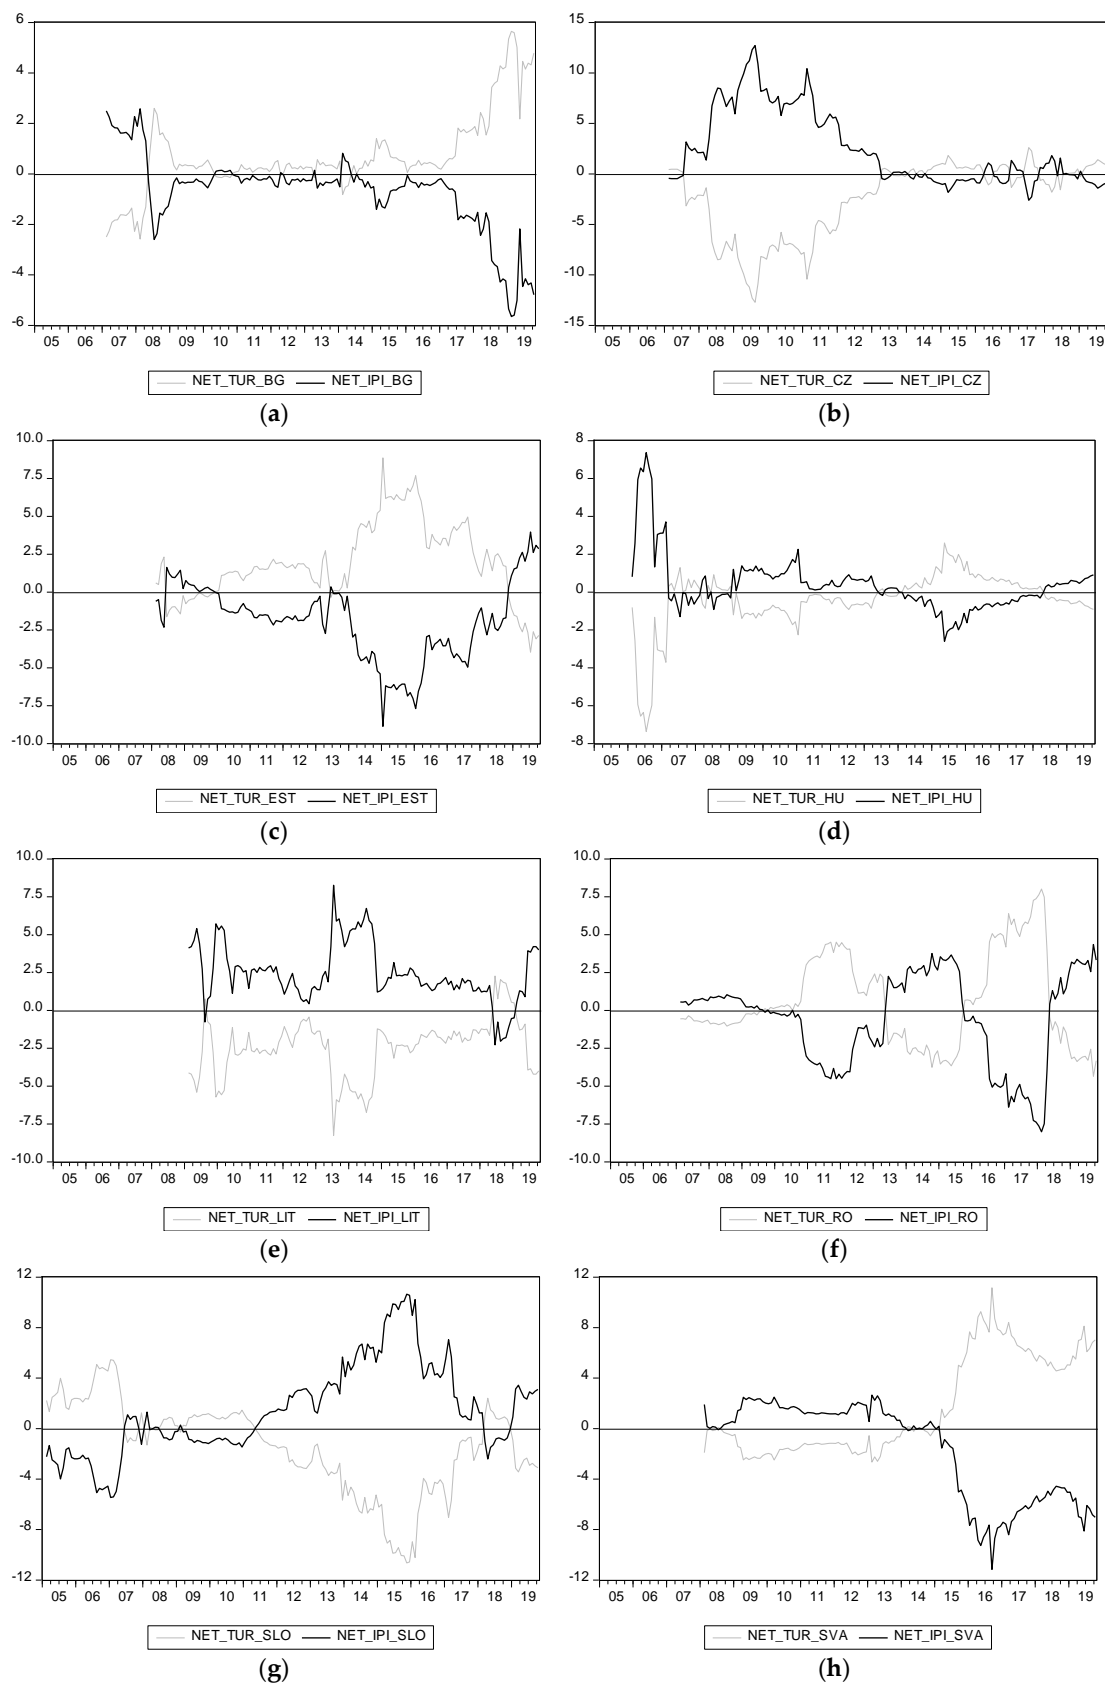 6
4
2
0
-2
-4
-6
05 06 07 08 09 10 11 12 13 14 15 16 17 18 19
NET_TUR_BG NET_IPI_BG
(a)
15
10
5
0
-5
-10
-15
05 06 07 08 09 10 11 12 13 14 15 16 17 18 19
NET_TUR_CZ NET_IPI_CZ
(b)
10.0
7.5
5.0
2.5
0.0
-2.5
-5.0
-7.5
-10.0
05 06 07 08 09 10 11 12 13 14 15 16 17 18 19
NET_TUR_EST NET_IPI_EST
(c)
8
6
4
2
0
-2
-4
-6
-8
05 06 07 08 09 10 11 12 13 14 15 16 17 18 19
NET_TUR_HU NET_IPI_HU
(d)
10.0
7.5
5.0
2.5
0.0
-2.5
-5.0
-7.5
-10.0
05 06 07 08 09 10 11 12 13 14 15 16 17 18 19
NET_TUR_LIT NET_IPI_LIT
(e)
10.0
7.5
5.0
2.5
0.0
-2.5
-5.0
-7.5
-10.0
05 06 07 08 09 10 11 12 13 14 15 16 17 18 19
NET_TUR_RO NET_IPI_RO
(f)
12
8
4
0
-4
-8
-12
05 06 07 08 09 10 11 12 13 14 15 16 17 18 19
NET_TUR_SLO NET_IPI_SLO
(g)
12
8
4
0
-4
-8
-12
05 06 07 08 09 10 11 12 13 14 15 16 17 18 19
NET_TUR_SVA NET_IPI_SVA
(h)